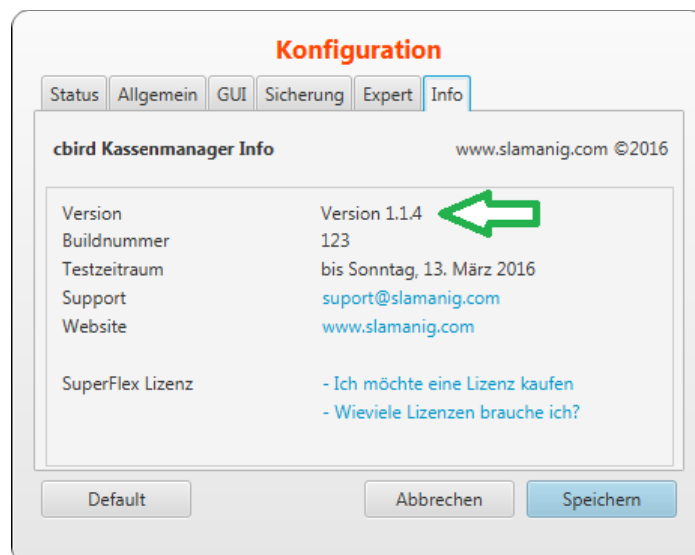 Konfiguration
Status Allgemein GUI Sicherung Expert Info
cbird Kassenmanager Info www.slamanig.com ©2016
Version Version 1.1.4
Buildnummer 123
Testzeitraum bis Sonntag, 13. März 2016
Support suport@slamanig.com
Website www.slamanig.com
SuperFlex Lizenz - Ich möchte eine Lizenz kaufen
- Wieviele Lizenzen brauche ich?
Default Abbrechen Speichern